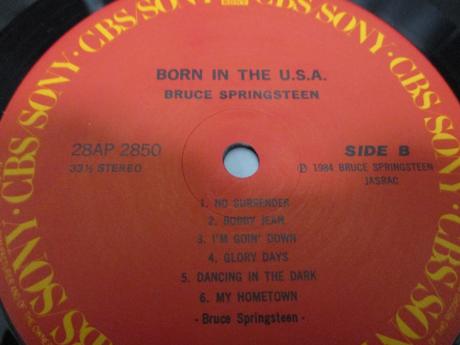 CBS/SONY · CBS/SONY · CBS/SONY · CBS/SONY
BORN IN THE U.S.A.
BRUCE SPRINGSTEEN
28AP 2850
33⅓ STEREO
SIDE B
Ⓟ 1984 BRUCE SPRINGSTEEN
JASRAC
1. NO SURRENDER
2. BOBBY JEAN
3. I'M GOIN' DOWN
4. GLORY DAYS
5. DANCING IN THE DARK
6. MY HOMETOWN
- Bruce Springsteen -